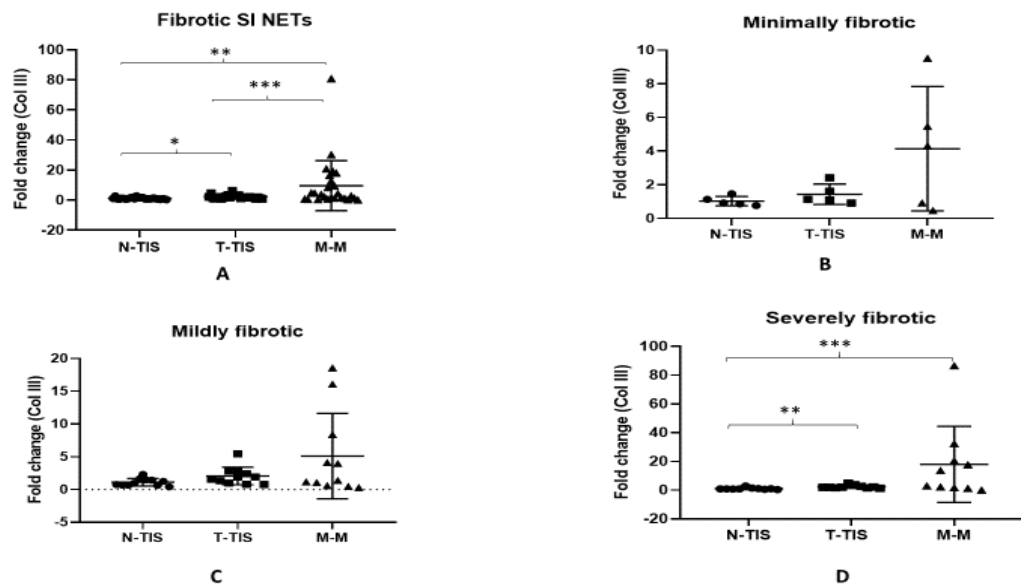 Fibrotic SI NETs
Fold change (Col III)
100
80
60
40
20
0
-20
**
***
*
N-TIS T-TIS M-M
A
Minimally fibrotic
Fold change (Col III)
10
8
6
4
2
0
N-TIS T-TIS M-M
B
Mildly fibrotic
Fold change (Col III)
20
15
10
5
0
-5
N-TIS T-TIS M-M
C
Severely fibrotic
Fold change (Col III)
100
80
60
40
20
0
-20
***
**
N-TIS T-TIS M-M
D